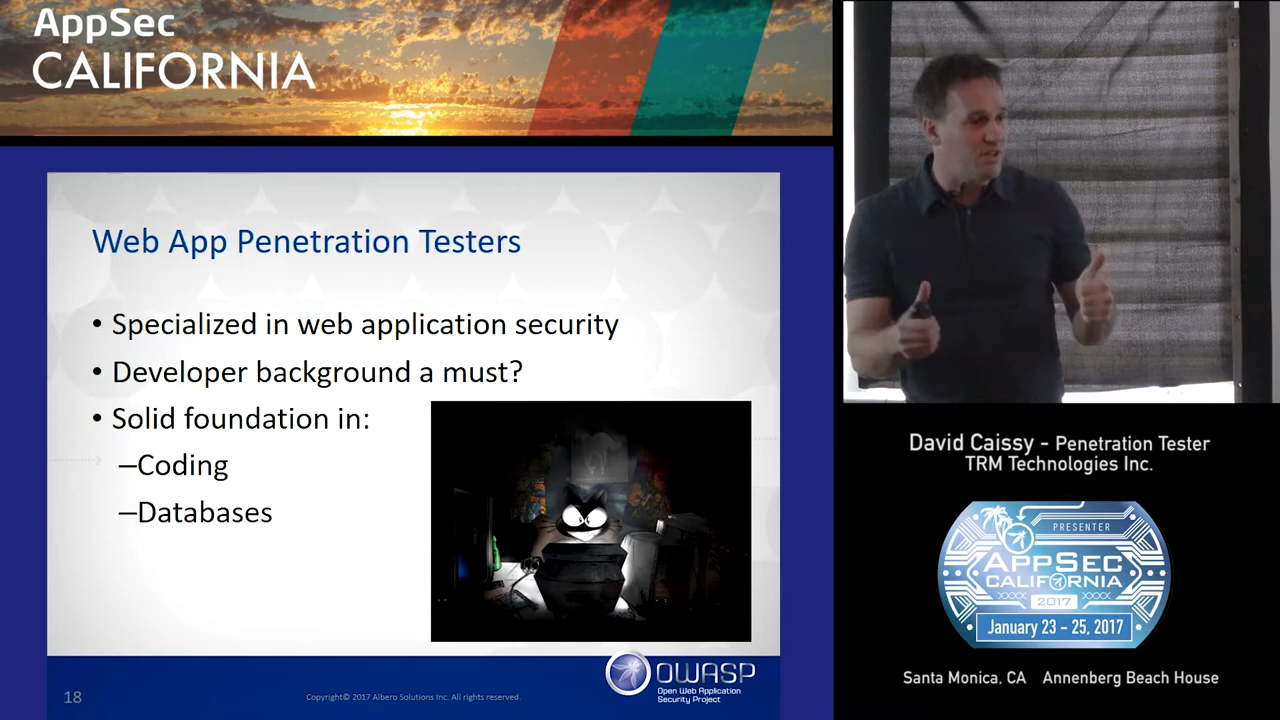 AppSec
CALIFORNIA
Web App Penetration Testers
• Specialized in web application security
• Developer background a must?
• Solid foundation in:
–Coding
–Databases
18
Copyright© 2017 Albero Solutions Inc. All rights reserved.
OWASP
Open Web Application
Security Project
David Caissy - Penetration Tester
TRM Technologies Inc.
PRESENTER
APPSEC
CALIFORNIA
2017
January 23 - 25, 2017
Santa Monica, CA Annenberg Beach House